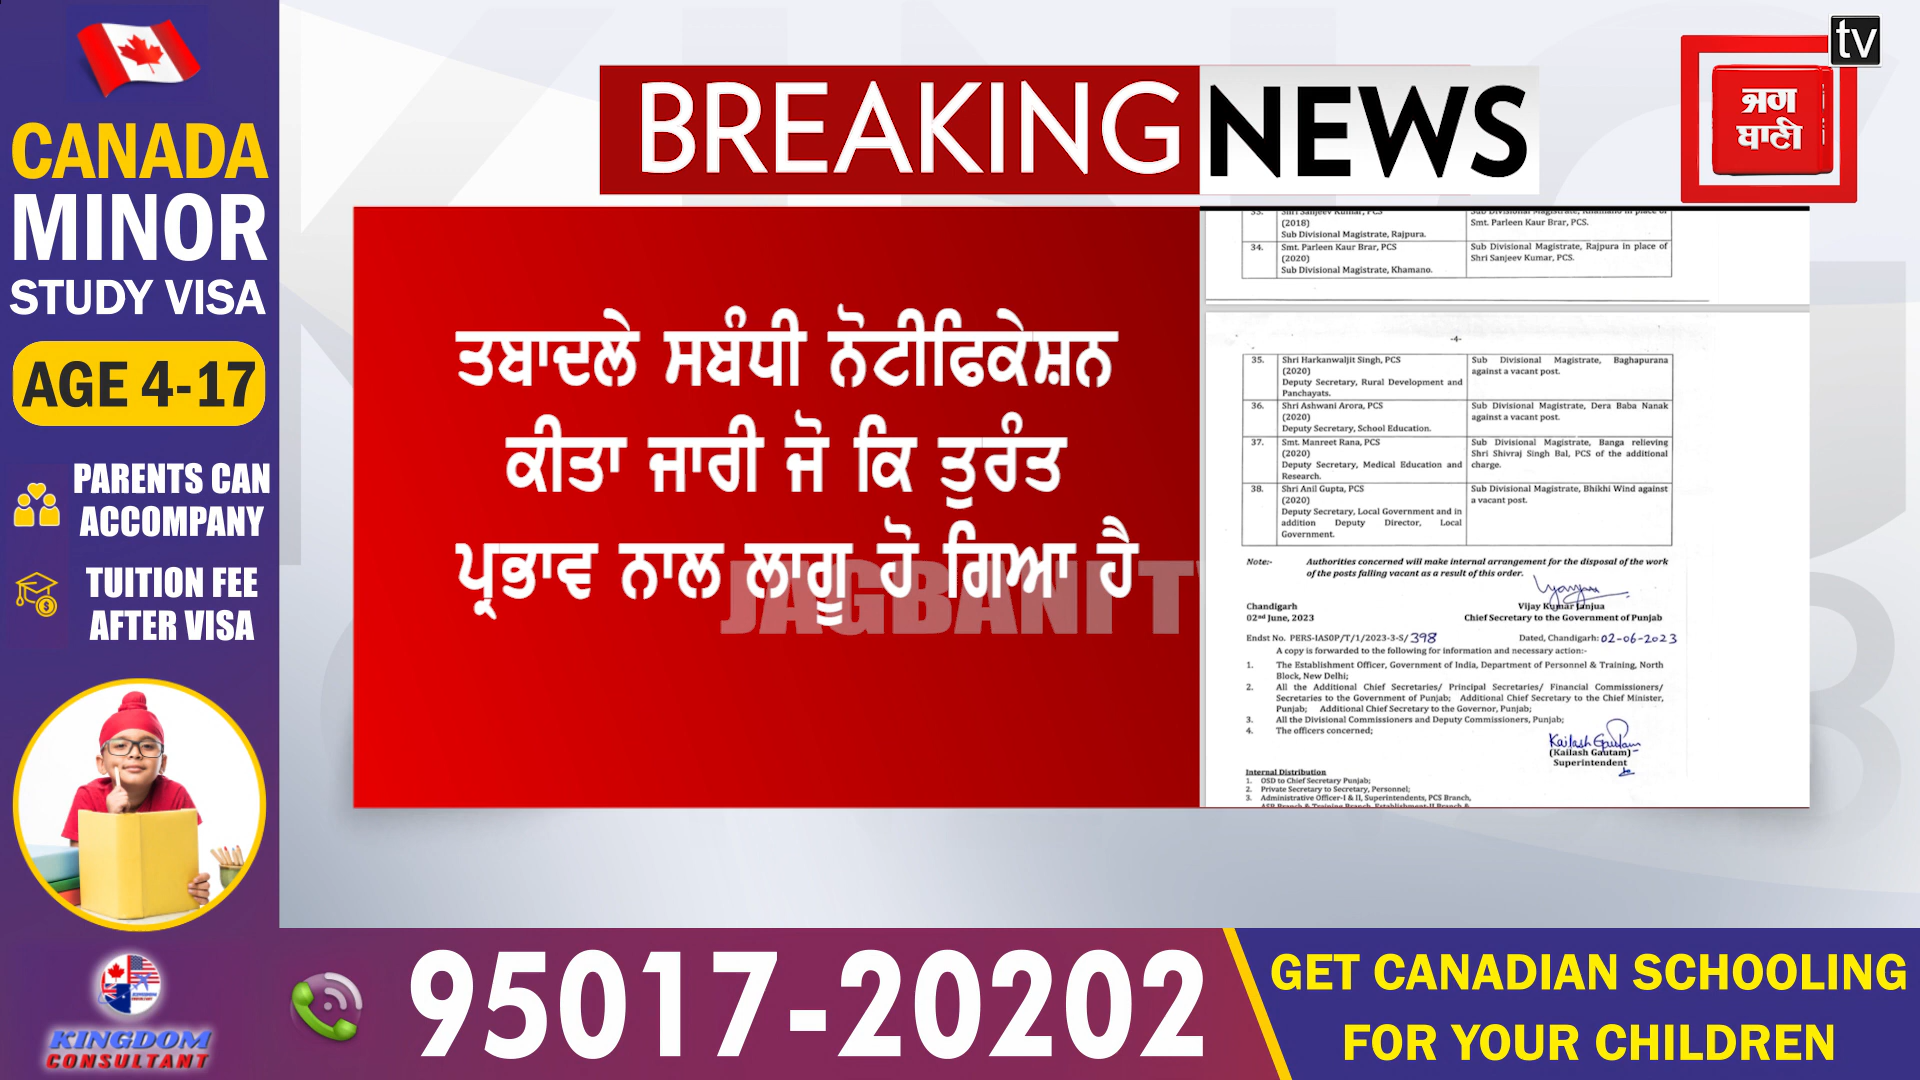 CANADA
MINOR
STUDY VISA
AGE 4-17
PARENTS CAN
ACCOMPANY
TUITION FEE
AFTER VISA
KINGDOM
CONSULTANT
BREAKING NEWS
tv
ਜਗ
ਬਾਣੀ
ਤਬਾਦਲੇ ਸਬੰਧੀ ਨੋਟੀਫਿਕੇਸ਼ਨ
ਕੀਤਾ ਜਾਰੀ ਜੋ ਕਿ ਤੁਰੰਤ
ਪ੍ਰਭਾਵ ਨਾਲ ਲਾਗੂ ਹੋ ਗਿਆ ਹੈ
JAGBANI TV
33. Shri Sanjeev Kumar, PCS Sub Divisional Magistrate, Khamano in place of
(2018) Smt. Parleen Kaur Brar, PCS.
Sub Divisional Magistrate, Rajpura.
34. Smt. Parleen Kaur Brar, PCS Sub Divisional Magistrate, Rajpura in place of
(2020) Shri Sanjeev Kumar, PCS.
Sub Divisional Magistrate, Khamano.
-4-
35. Shri Harkanwaljit Singh, PCS Sub Divisional Magistrate, Baghapurana
(2020) against a vacant post.
Deputy Secretary, Rural Development and
Panchayats.
36. Shri Ashwani Arora, PCS Sub Divisional Magistrate, Dera Baba Nanak
(2020) against a vacant post.
Deputy Secretary, School Education.
37. Smt. Manreet Rana, PCS Sub Divisional Magistrate, Banga relieving
(2020) Shri Shivraj Singh Bal, PCS of the additional
Deputy Secretary, Medical Education and charge.
Research.
38. Shri Anil Gupta, PCS Sub Divisional Magistrate, Bhikhi Wind against
(2020) a vacant post.
Deputy Secretary, Local Government and in
addition Deputy Director, Local
Government.
Note:- Authorities concerned will make internal arrangement for the disposal of the work
of the posts falling vacant as a result of this order.
Chandigarh Vijay Kumar Janjua
02nd June, 2023 Chief Secretary to the Government of Punjab
Endst No. PERS-IAS0P/T/1/2023-3-S/398 Dated, Chandigarh: 02-06-2023
A copy is forwarded to the following for information and necessary action:-
1. The Establishment Officer, Government of India, Department of Personnel & Training, North
Block, New Delhi;
2. All the Additional Chief Secretaries/ Principal Secretaries/ Financial Commissioners/
Secretaries to the Government of Punjab; Additional Chief Secretary to the Chief Minister,
Punjab; Additional Chief Secretary to the Governor, Punjab;
3. All the Divisional Commissioners and Deputy Commissioners, Punjab;
4. The officers concerned;
Kailash Gautam
(Kailash Gautam)
Superintendent
Internal Distribution
1. OSD to Chief Secretary Punjab;
2. Private Secretary to Secretary, Personnel;
3. Administrative Officer-I & II, Superintendents, PCS Branch,
95017-20202
GET CANADIAN SCHOOLING
FOR YOUR CHILDREN